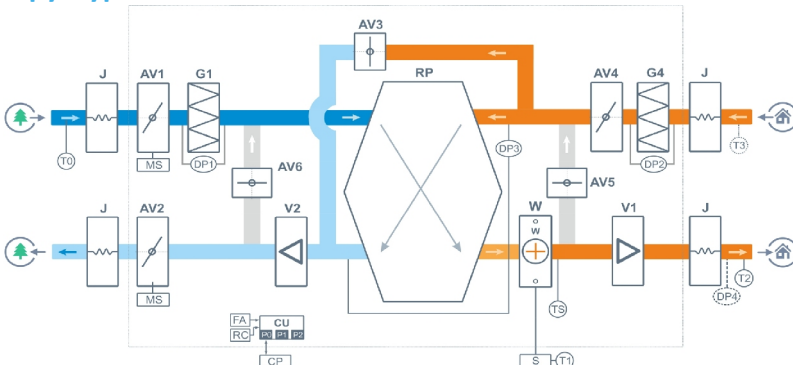 AV3
J AV1 G1 RP AV4 G4 J
T0 MS DP1 DP3 DP2 T3
AV6 AV5
J AV2 V2 W V1 J
W
MS T2
DP4
TS
FA CU
RC P0 P1 P2
CP S T1